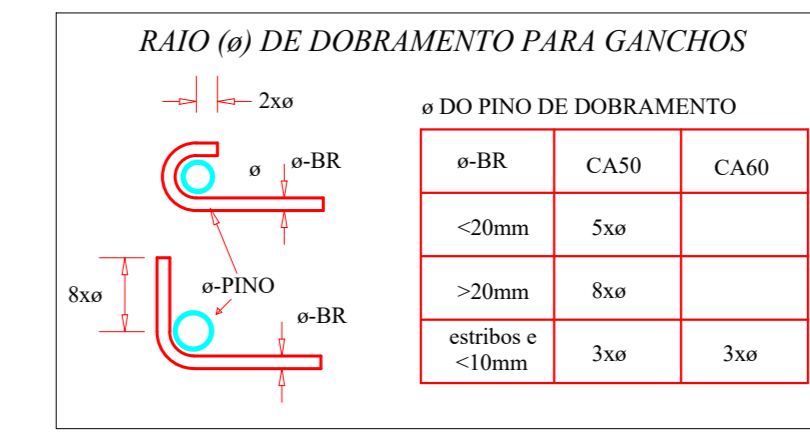 RAIO (ø) DE DOBRAMENTO PARA GANCHOS
2xø
ø
ø-BR
ø-PINO
8xø
ø-BR
ø DO PINO DE DOBRAMENTO
ø-BR CA50 CA60
<20mm 5xø
>20mm 8xø
estribos e
<10mm 3xø 3xø